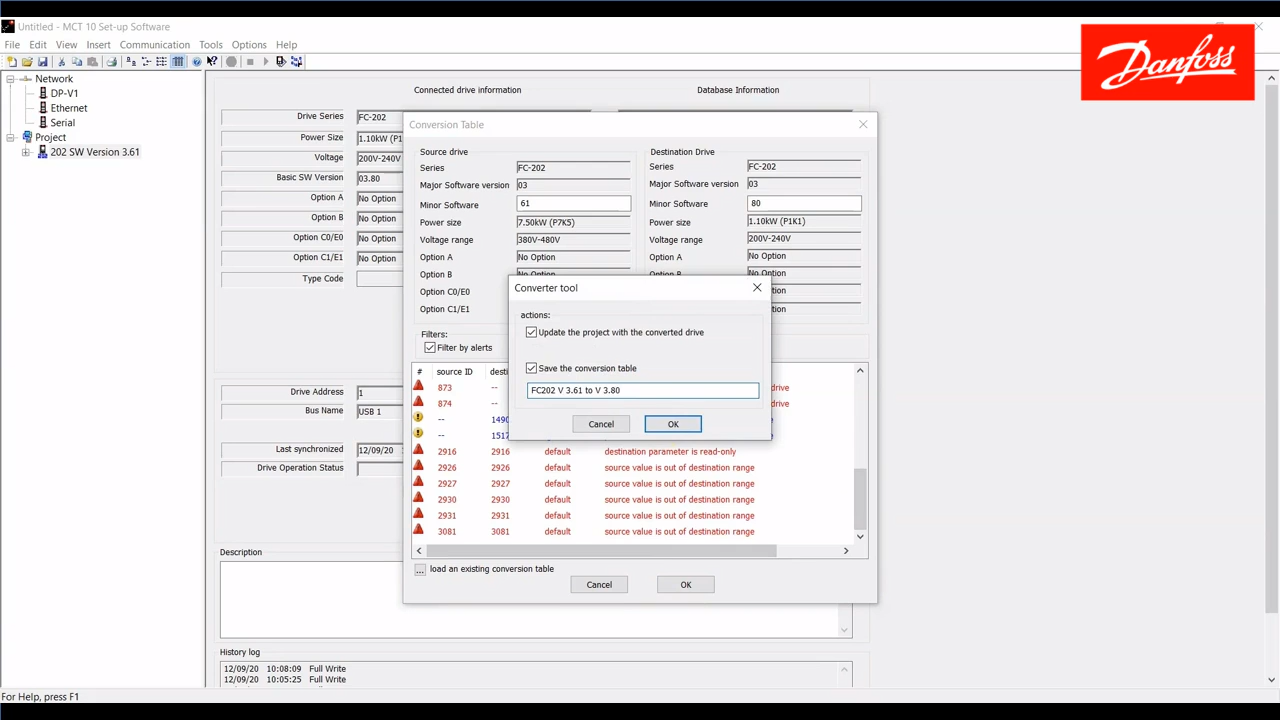 Untitled - MCT 10 Set-up Software
Danfoss
File Edit View Insert Communication Tools Options Help
Network
DP-V1
Ethernet
Serial
Project
202 SW Version 3.61
Connected drive information
Database Information
Drive Series FC-202
Power Size 1.10kW (P1
Voltage 200V-240V
Basic SW Version 03.80
Option A No Option
Option B No Option
Option C0/E0 No Option
Option C1/E1 No Option
Type Code
Drive Address 1
Bus Name USB 1
Last synchronized 12/09/20
Drive Operation Status
Description
History log
12/09/20 10:08:09 Full Write
12/09/20 10:05:25 Full Write
Conversion Table
Source drive
Series FC-202
Major Software version 03
Minor Software 61
Power size 7.50kW (P7K5)
Voltage range 380V-480V
Option A No Option
Option B No Option
Option C0/E0
Option C1/E1
Destination Drive
Series FC-202
Major Software version 03
Minor Software 80
Power size 1.10kW (P1K1)
Voltage range 200V-240V
Option A No Option
Option B No Option
ption
ption
Filters:
Filter by alerts
# source ID desti
873 -- drive
874 -- drive
-- 1490
-- 1517
2916 2916 default destination parameter is read-only
2926 2926 default source value is out of destination range
2927 2927 default source value is out of destination range
2930 2930 default source value is out of destination range
2931 2931 default source value is out of destination range
3081 3081 default source value is out of destination range
... load an existing conversion table
Cancel OK
Converter tool
actions:
Update the project with the converted drive
Save the conversion table
FC202 V 3.61 to V 3.80
Cancel OK
For Help, press F1